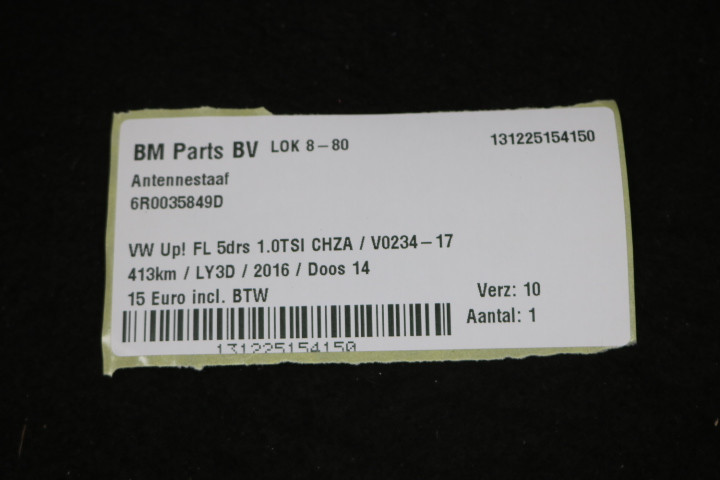 BM Parts BV LOK 8-80 131225154150
Antennestaaf
6R0035849D
VW Up! FL 5drs 1.0TSI CHZA / V0234-17
413km / LY3D / 2016 / Doos 14
15 Euro incl. BTW Verz: 10
Aantal: 1
131225154150